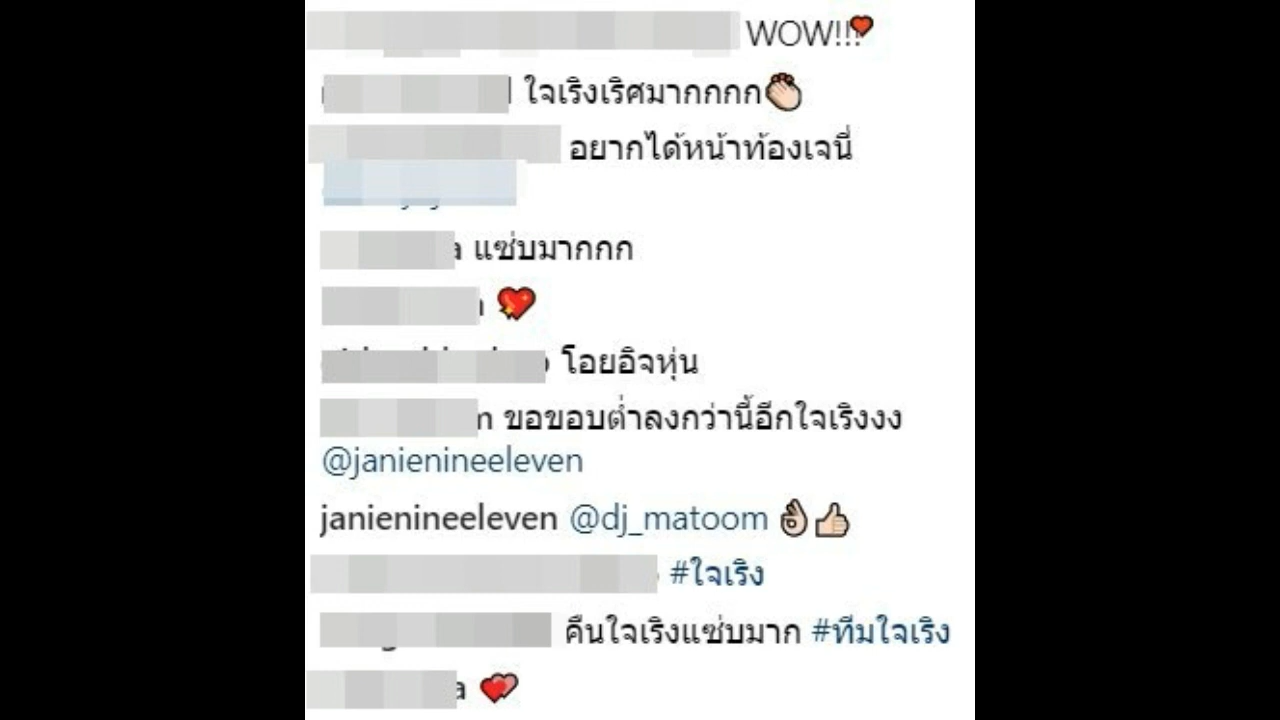 WOW!!!
ใจเริงเริศมากกกก
อยากได้หน้าท้องเจนี่
แซ่บมากกก
โอยอิจหุ่น
ขอขอบต่ำลงกว่านี้อีกใจเริงงง
@janienineeleven
janienineeleven @dj_matoom
#ใจเริง
คืนใจเริงแซ่บมาก #ทีมใจเริง